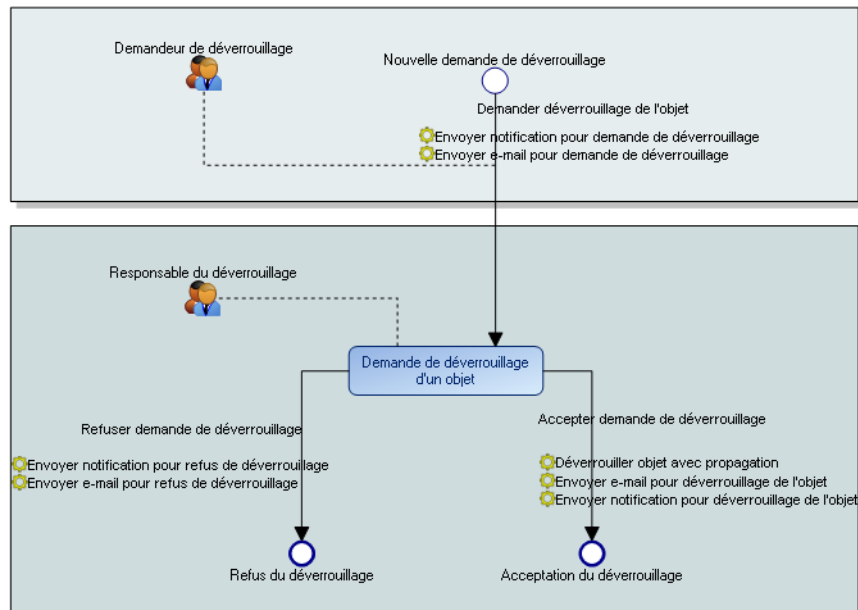 Demandeur de déverrouillage
Nouvelle demande de déverrouillage
Demander déverrouillage de l'objet
Envoyer notification pour demande de déverrouillage
Envoyer e-mail pour demande de déverrouillage
Responsable du déverrouillage
Demande de déverrouillage
d'un objet
Refuser demande de déverrouillage
Envoyer notification pour refus de déverrouillage
Envoyer e-mail pour refus de déverrouillage
Accepter demande de déverrouillage
Déverrouiller objet avec propagation
Envoyer e-mail pour déverrouillage de l'objet
Envoyer notification pour déverrouillage de l'objet
Refus du déverrouillage
Acceptation du déverrouillage